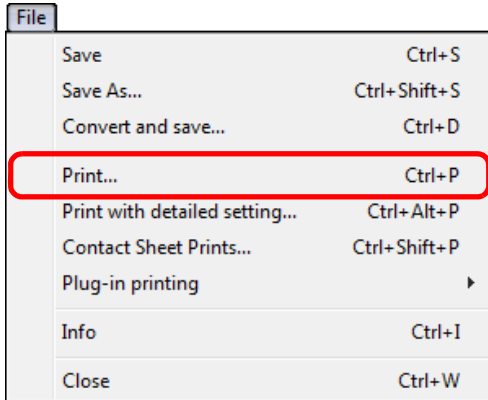 File
Save Ctrl+S
Save As... Ctrl+Shift+S
Convert and save... Ctrl+D
Print... Ctrl+P
Print with detailed setting... Ctrl+Alt+P
Contact Sheet Prints... Ctrl+Shift+P
Plug-in printing
Info Ctrl+I
Close Ctrl+W